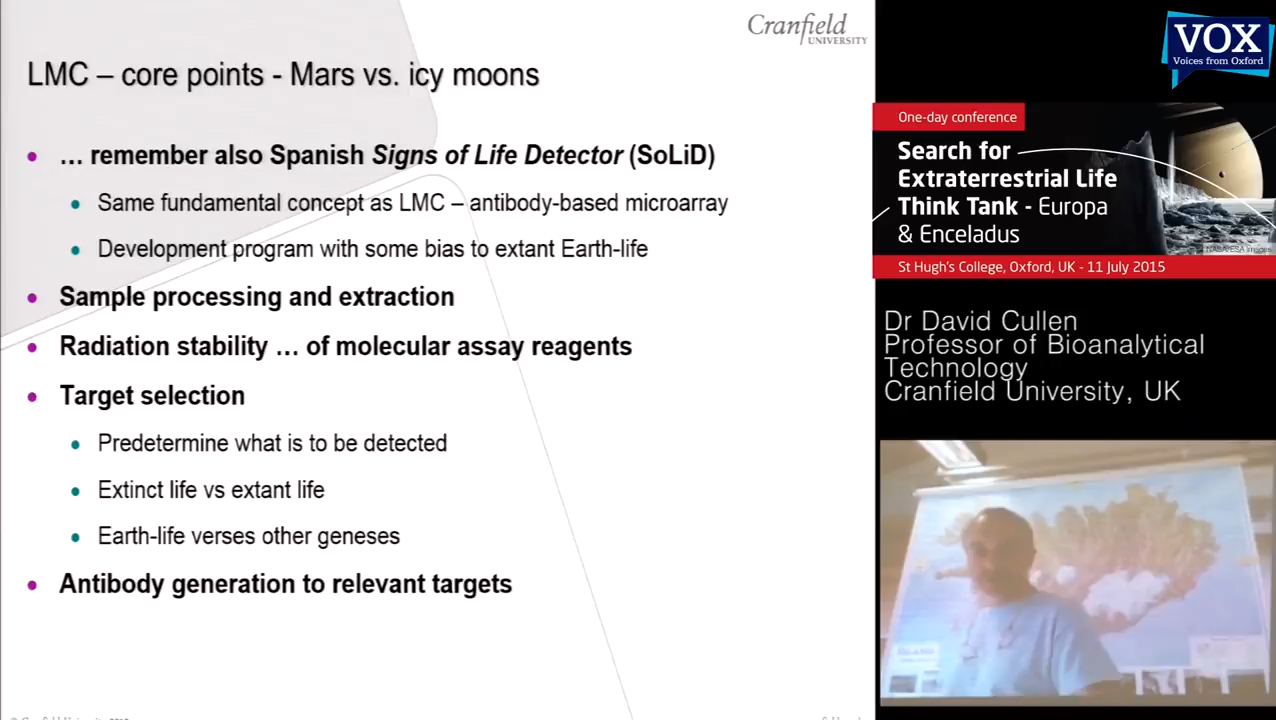 Cranfield
UNIVERSITY
LMC – core points - Mars vs. icy moons
… remember also Spanish Signs of Life Detector (SoLiD)
Same fundamental concept as LMC – antibody-based microarray
Development program with some bias to extant Earth-life
Sample processing and extraction
Radiation stability … of molecular assay reagents
Target selection
Predetermine what is to be detected
Extinct life vs extant life
Earth-life verses other geneses
Antibody generation to relevant targets
VOX
Voices from Oxford
One-day conference
Search for
Extraterrestrial Life
Think Tank - Europa
& Enceladus
NASA/ESA images
St Hugh's College, Oxford, UK - 11 July 2015
Dr David Cullen
Professor of Bioanalytical
Technology
Cranfield University, UK